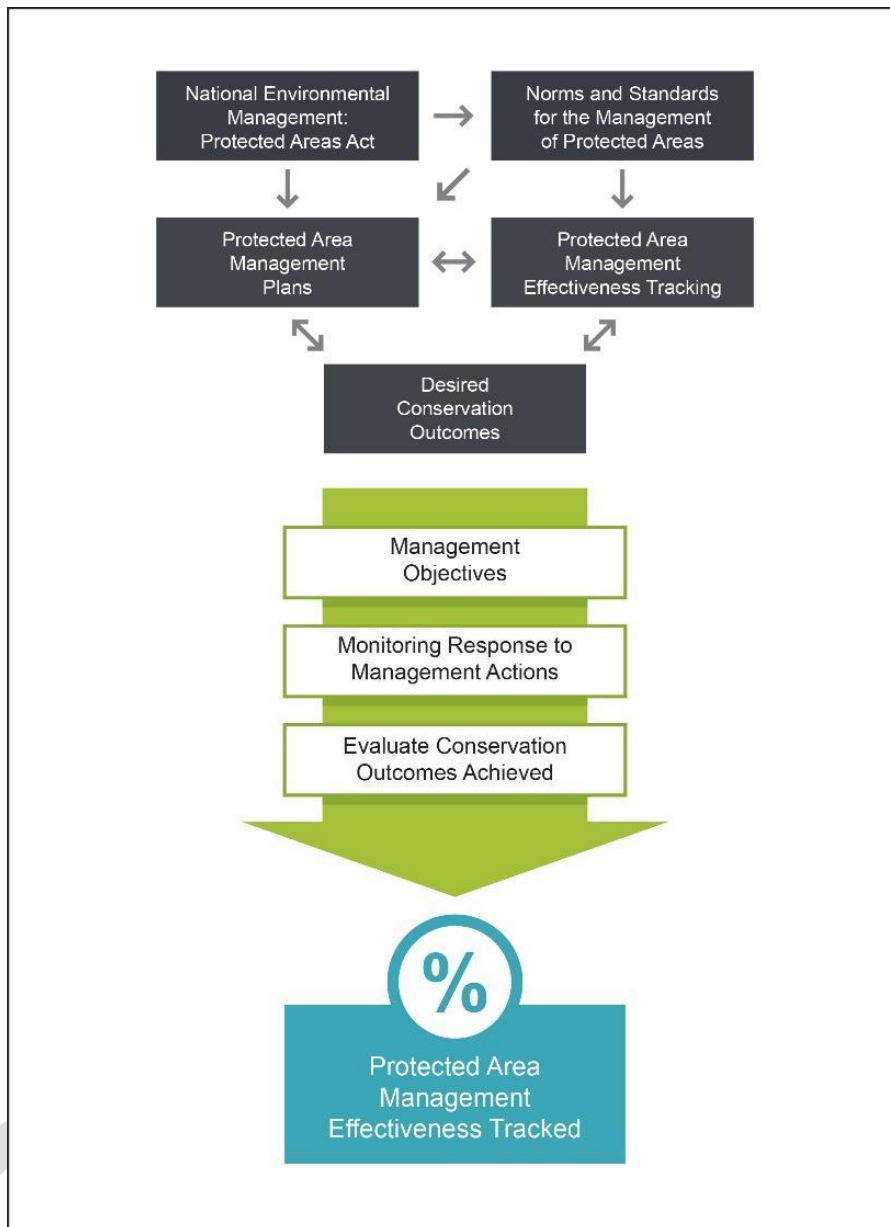 National Environmental
Management:
Protected Areas Act
Norms and Standards
for the Management
of Protected Areas
Protected Area
Management
Plans
Protected Area
Management
Effectiveness Tracking
Desired
Conservation
Outcomes
Management
Objectives
Monitoring Response to
Management Actions
Evaluate Conservation
Outcomes Achieved
%
Protected Area
Management
Effectiveness Tracked